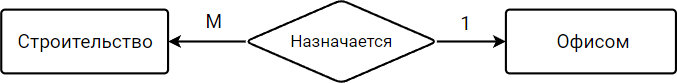 Строительство
М
Назначается
1
Офисом